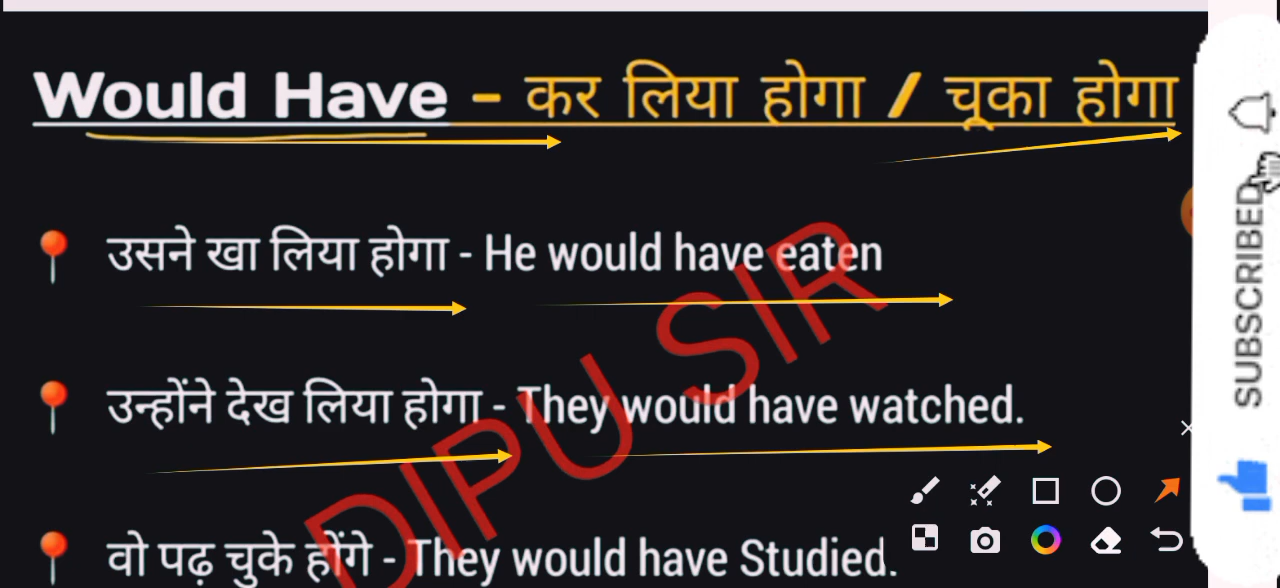 Would Have - कर लिया होगा / चूका होगा
उसने खा लिया होगा - He would have eaten
उन्होंने देख लिया होगा - They would have watched.
वो पढ़ चुके होंगे - They would have Studied.
DIPU SIR
SUBSCRIBED